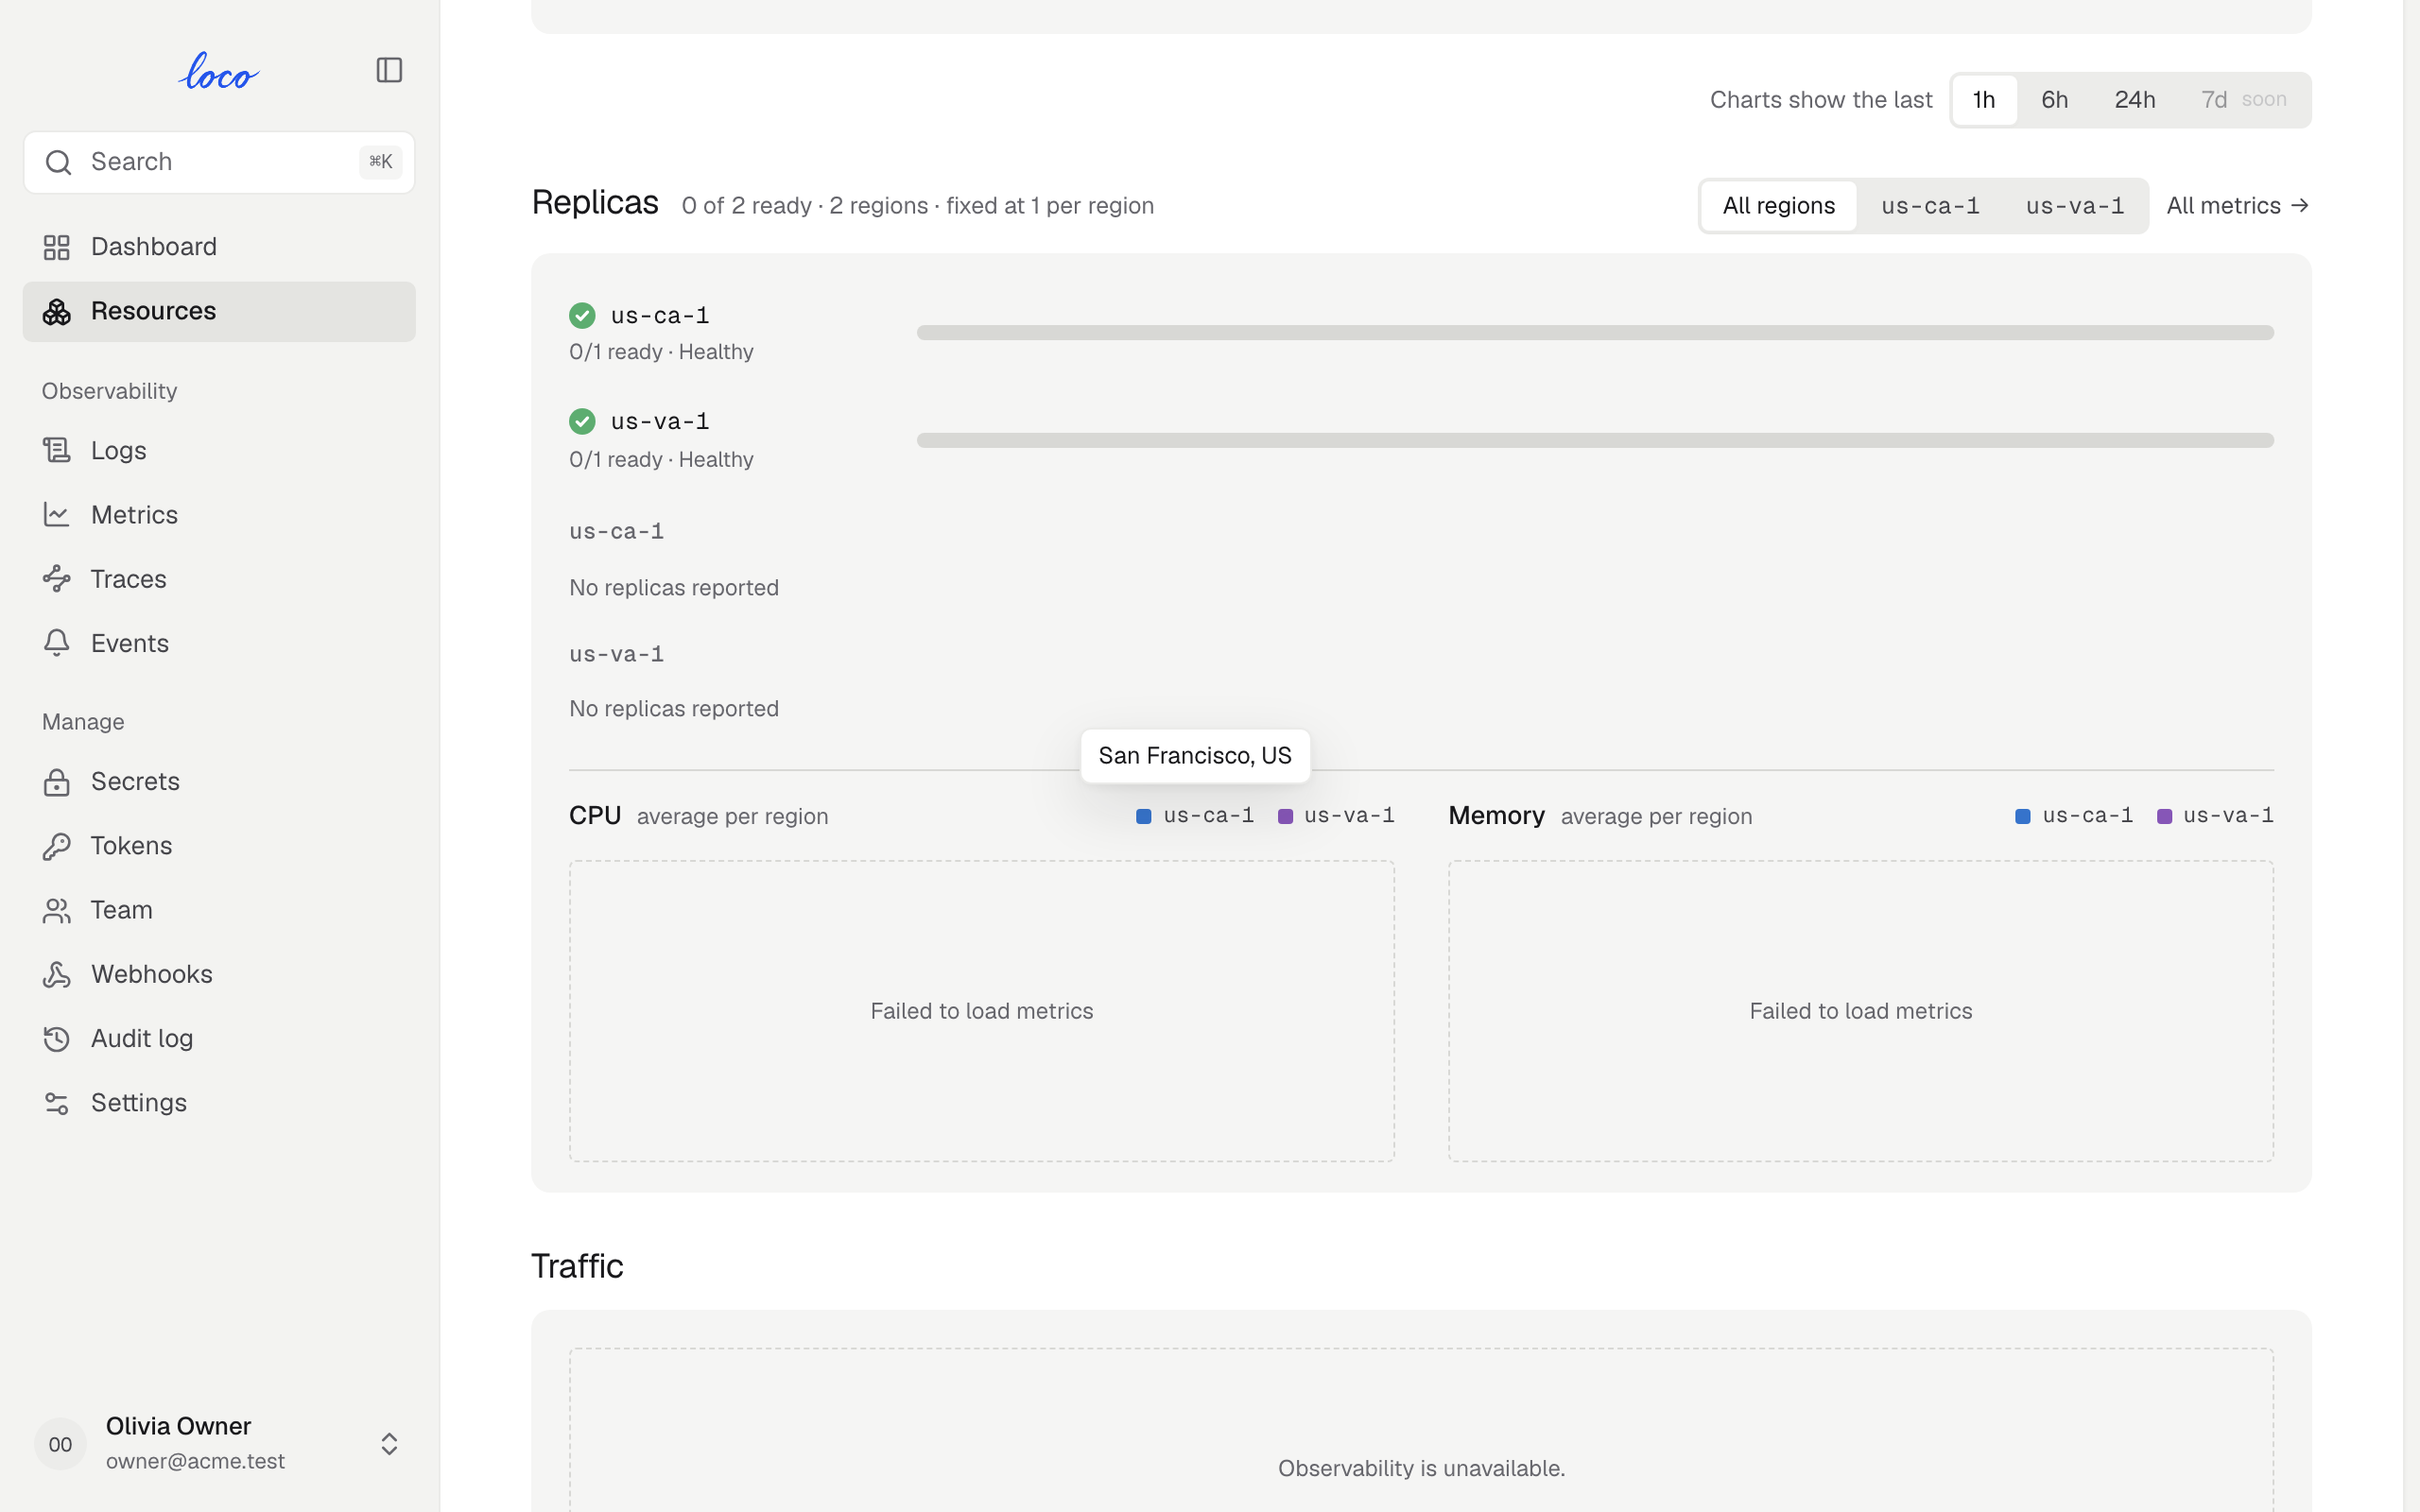 loco
Search ⌘K
Dashboard
Resources
Observability
Logs
Metrics
Traces
Events
Manage
Secrets
Tokens
Team
Webhooks
Audit log
Settings
OO Olivia Owner
owner@acme.test
Charts show the last 1h 6h 24h 7d soon
Replicas 0 of 2 ready · 2 regions · fixed at 1 per region All regions us-ca-1 us-va-1 All metrics →
us-ca-1
0/1 ready · Healthy
us-va-1
0/1 ready · Healthy
us-ca-1
No replicas reported
us-va-1
No replicas reported
San Francisco, US
CPU average per region us-ca-1 us-va-1
Memory average per region us-ca-1 us-va-1
Failed to load metrics
Failed to load metrics
Traffic
Observability is unavailable.